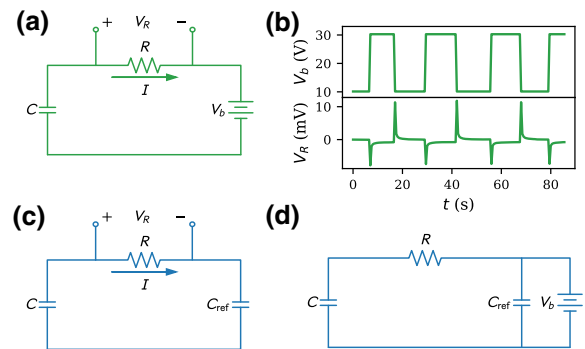 (a)
+ V_R −
R
I
C
V_b
(b)
V_b (V)
30
20
10
V_R (mV)
10
0
0 20 40 60 80
t (s)
(c)
+ V_R −
R
I
C
C_ref
(d)
R
C
C_ref
V_b